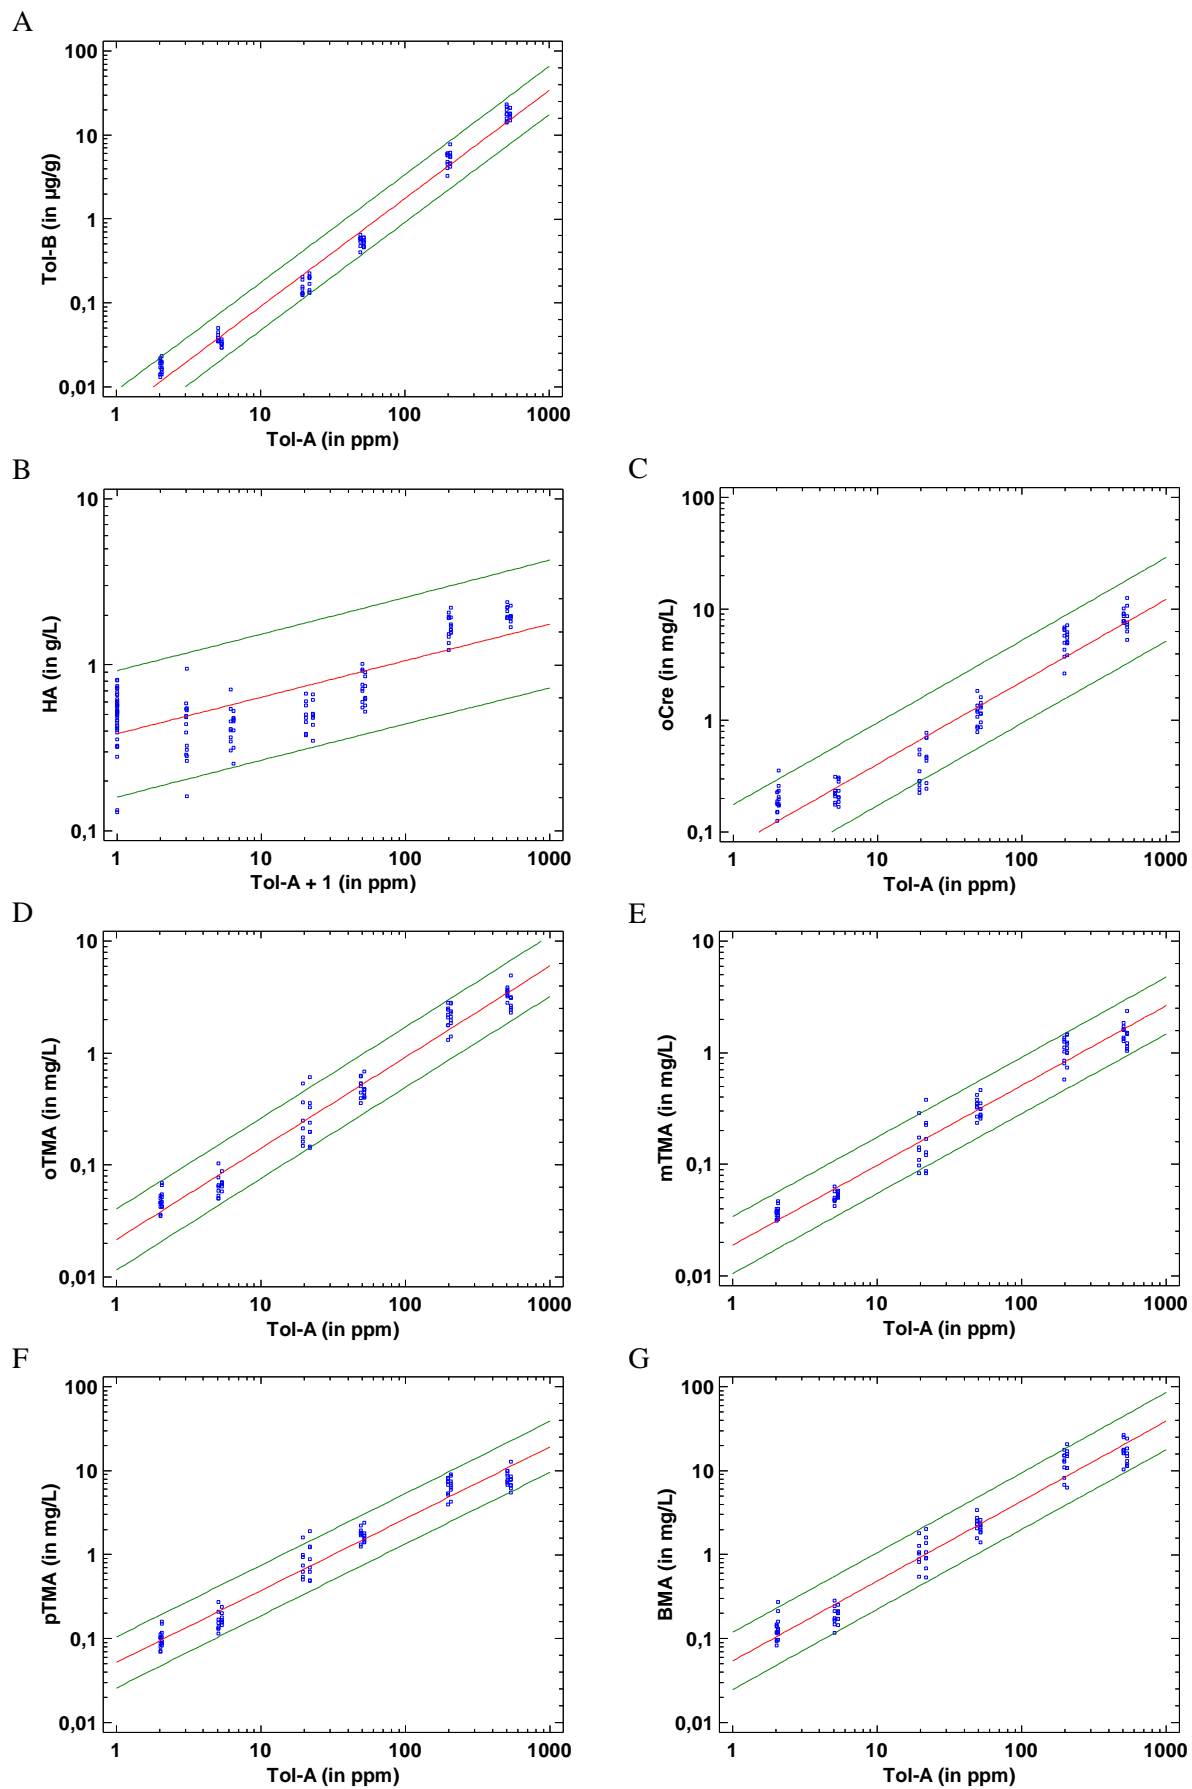 A
100
10
1
0,1
0,01
Tol-B (in µg/g)
1 10 100 1000
Tol-A (in ppm)
B
10
1
0,1
HA (in g/L)
1 10 100 1000
Tol-A + 1 (in ppm)
C
100
10
1
0,1
oCre (in mg/L)
1 10 100 1000
Tol-A (in ppm)
D
10
1
0,1
0,01
oTMA (in mg/L)
1 10 100 1000
Tol-A (in ppm)
E
10
1
0,1
0,01
mTMA (in mg/L)
1 10 100 1000
Tol-A (in ppm)
F
100
10
1
0,1
0,01
pTMA (in mg/L)
1 10 100 1000
Tol-A (in ppm)
G
100
10
1
0,1
0,01
BMA (in mg/L)
1 10 100 1000
Tol-A (in ppm)